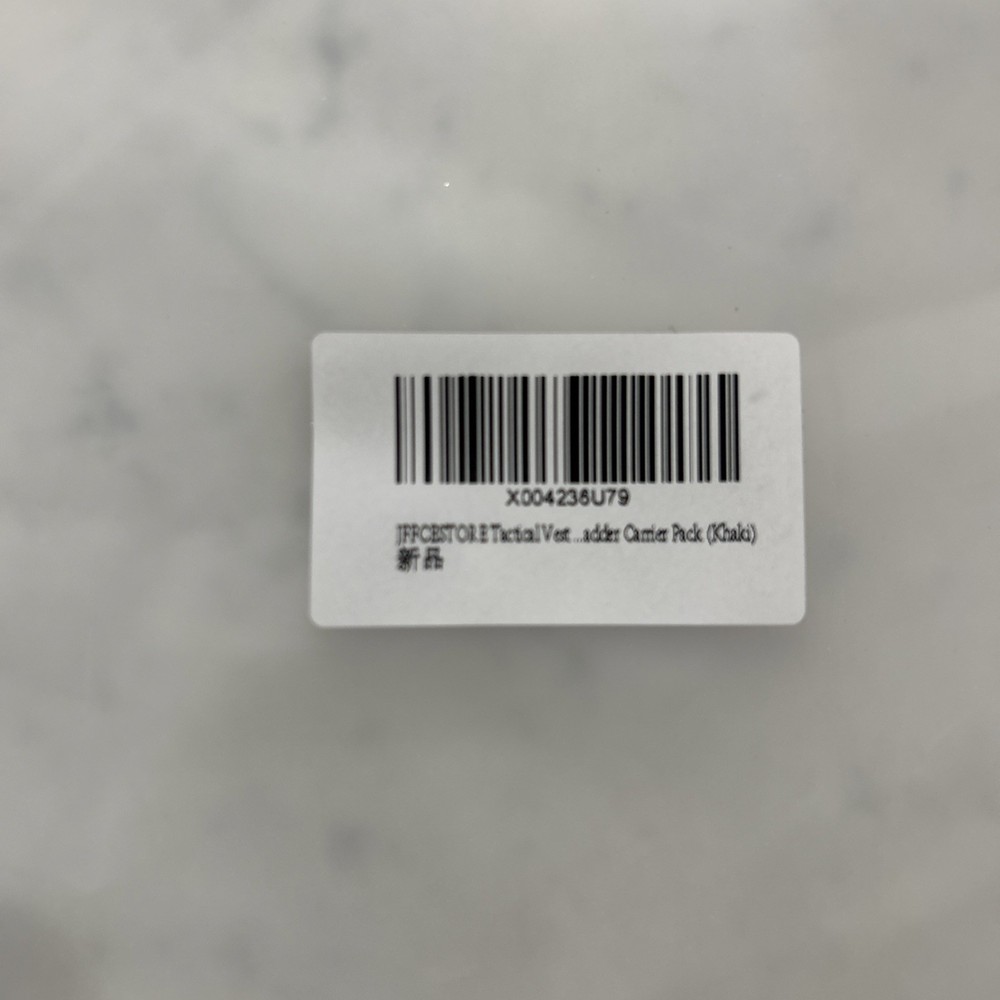 X004236U79
JFFCESTORE Tactical Vest ...adder Carrier Pack (Khaki)
新品